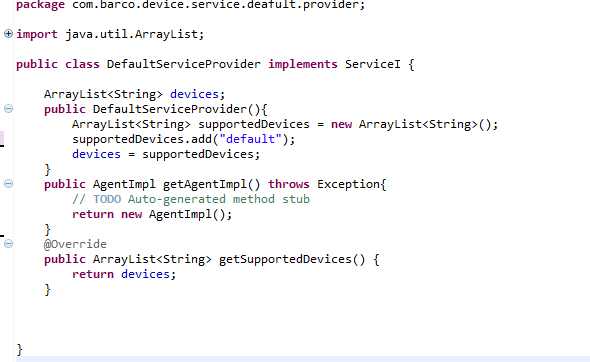 package com.barco.device.service.deafult.provider;
import java.util.ArrayList;
public class DefaultServiceProvider implements ServiceI {
ArrayList<String> devices;
public DefaultServiceProvider(){
ArrayList<String> supportedDevices = new ArrayList<String>();
supportedDevices.add("default");
devices = supportedDevices;
}
public AgentImpl getAgentImpl() throws Exception{
// TODO Auto-generated method stub
return new AgentImpl();
}
@Override
public ArrayList<String> getSupportedDevices() {
return devices;
}
}